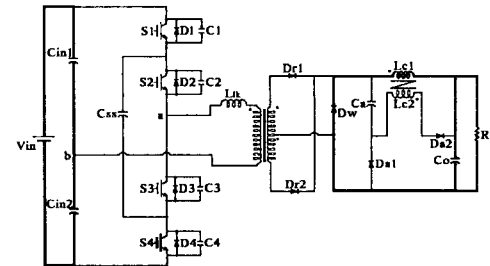 S1 D1 C1
Cin1
S2 D2 C2
Llk
Dr1
Lc1
Lc2
Css
a
Dw
Ca
Vin
b
Da1
Da2
Co
R
Dr2
S3 D3 C3
Cin2
S4 D4 C4